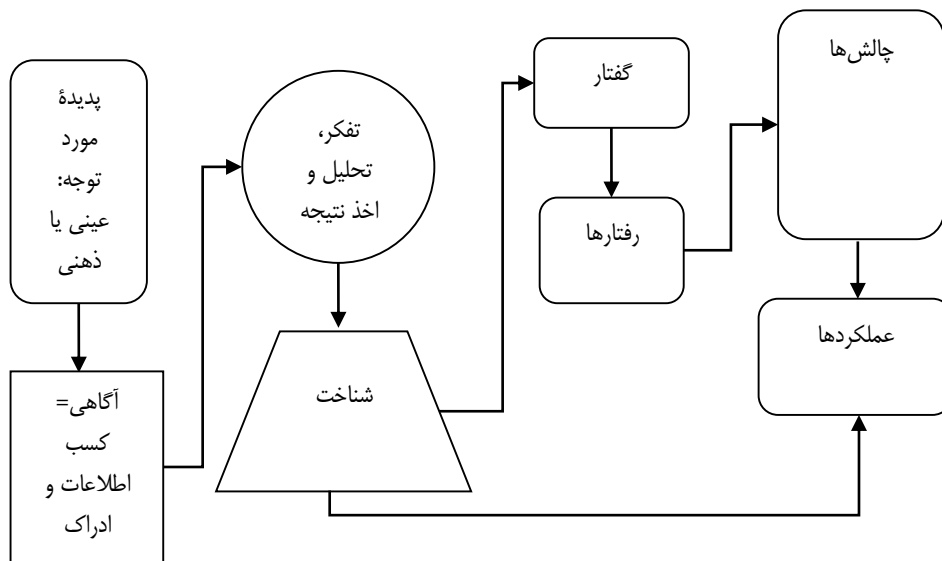 پدیدهٔ
مورد
توجه:
عینی یا
ذهنی
آگاهی=
کسب
اطلاعات و
ادراک
تفکر،
تحلیل و
اخذ نتیجه
شناخت
گفتار
رفتارها
چالش‌ها
عملکردها